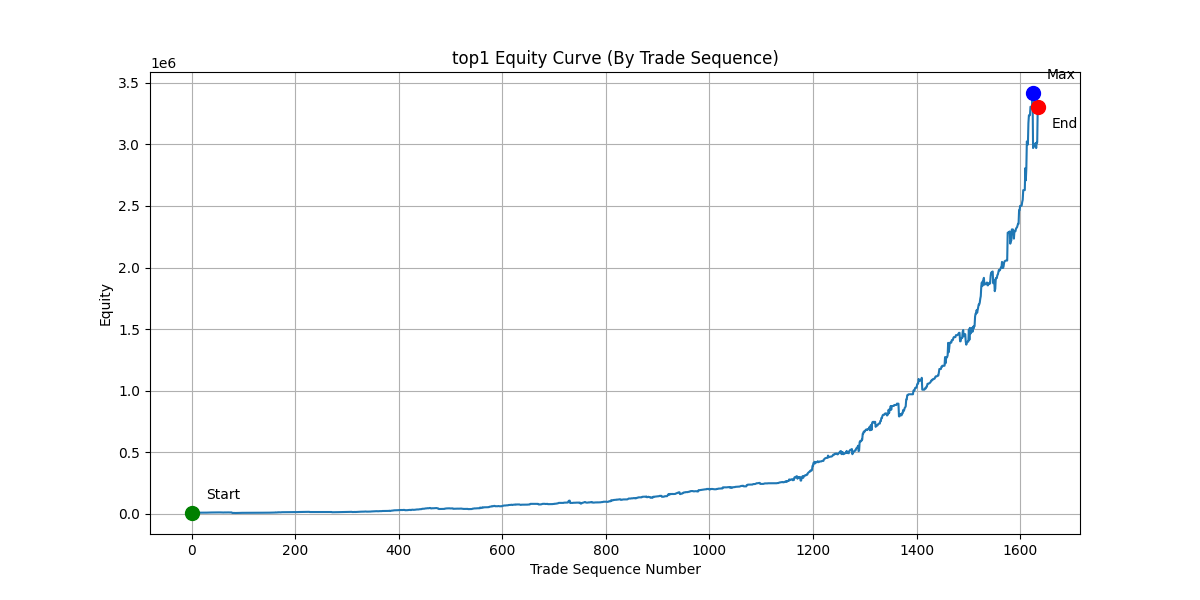 top1 Equity Curve (By Trade Sequence)
1e6
Max
3.5
End
3.0
2.5
2.0
1.5
1.0
0.5
0.0
Equity
Start
0 200 400 600 800 1000 1200 1400 1600
Trade Sequence Number